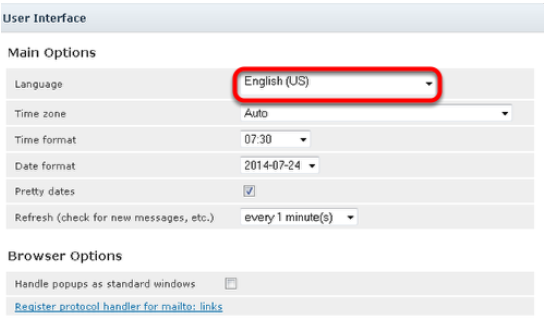 User Interface
Main Options
Language English (US)
Time zone Auto
Time format 07:30
Date format 2014-07-24
Pretty dates
Refresh (check for new messages, etc.) every 1 minute(s)
Browser Options
Handle popups as standard windows
Register protocol handler for mailto: links